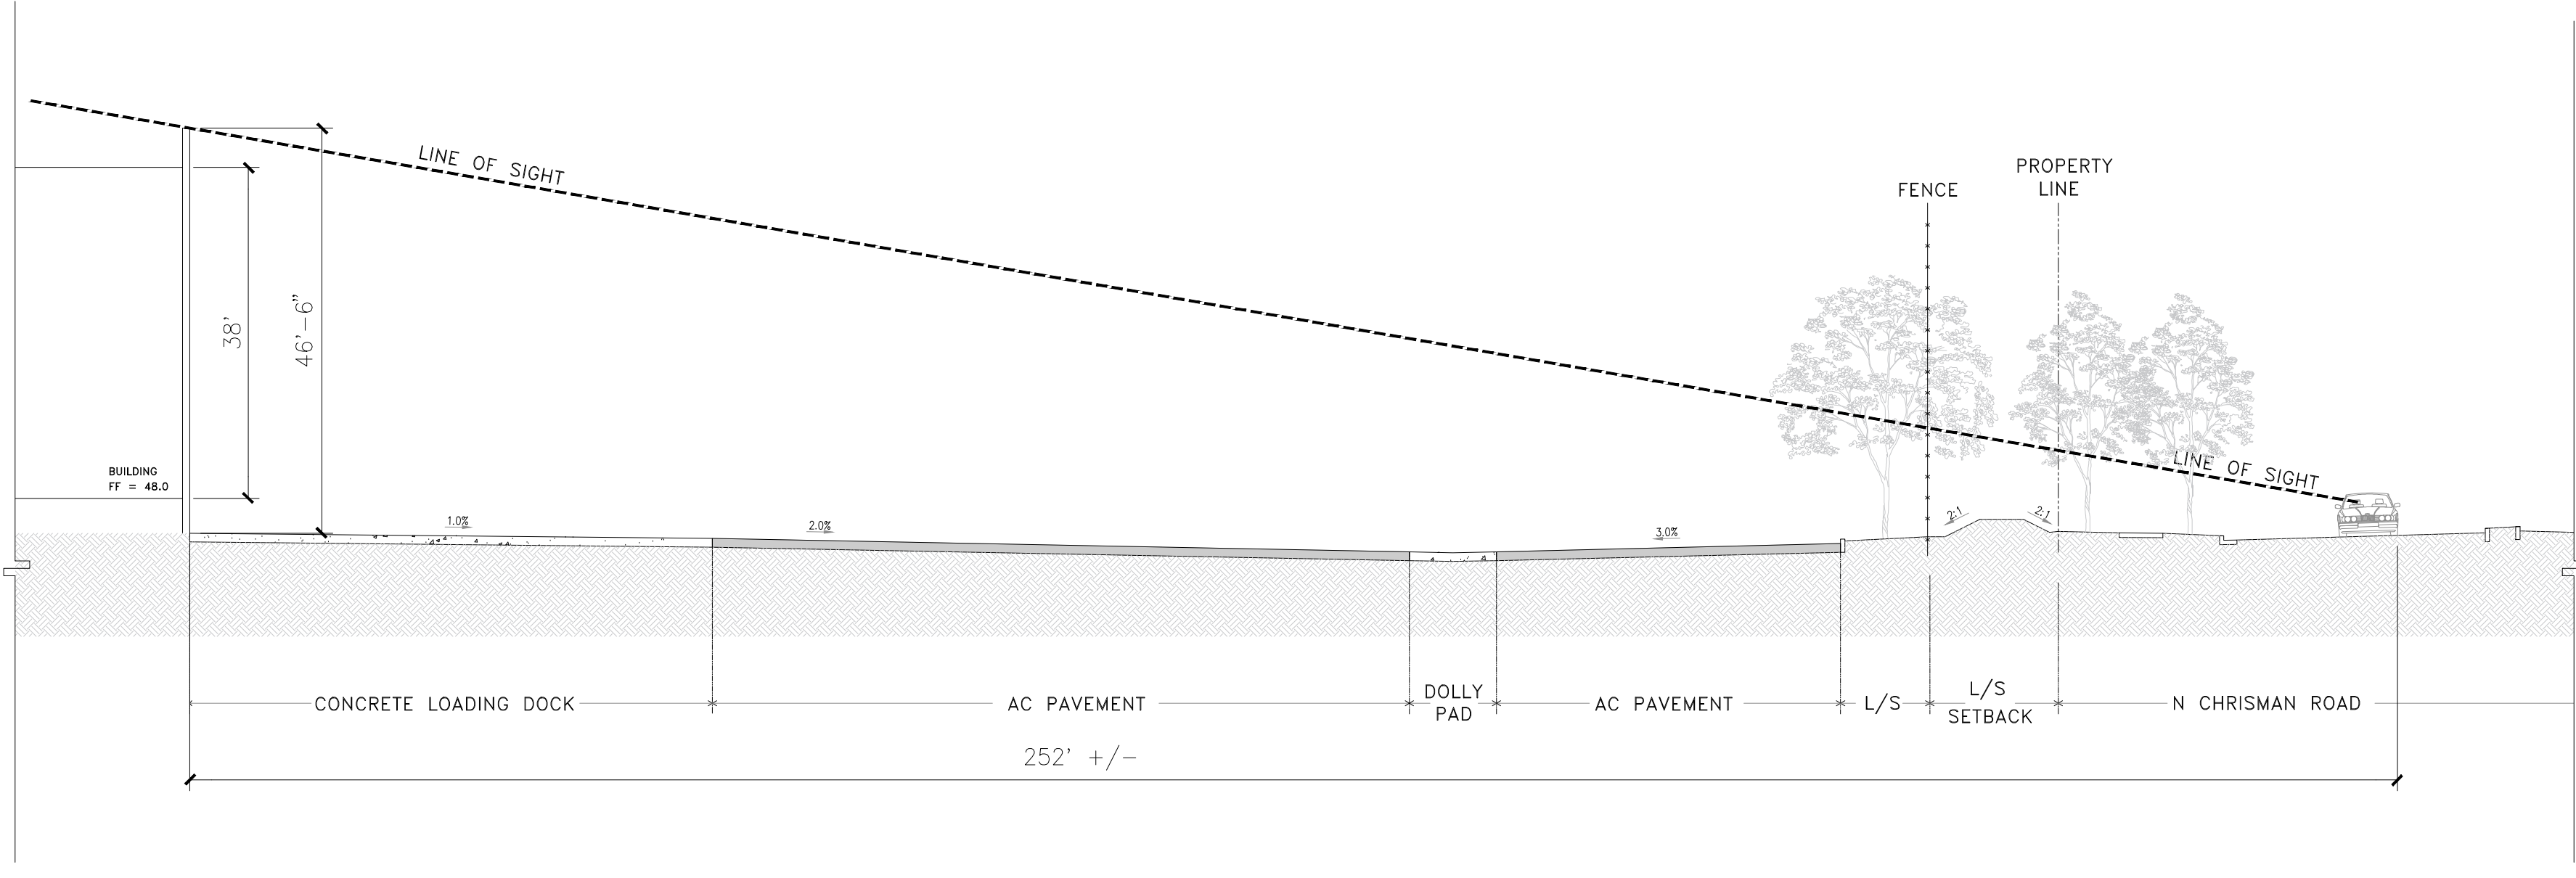 LINE OF SIGHT
PROPERTY
LINE
FENCE
38'
46'-6"
BUILDING
FF = 48.0
LINE OF SIGHT
1.0%
2.0%
3.0%
2:1
2:1
CONCRETE LOADING DOCK
AC PAVEMENT
DOLLY
PAD
AC PAVEMENT
L/S
L/S
SETBACK
N CHRISMAN ROAD
252' +/-